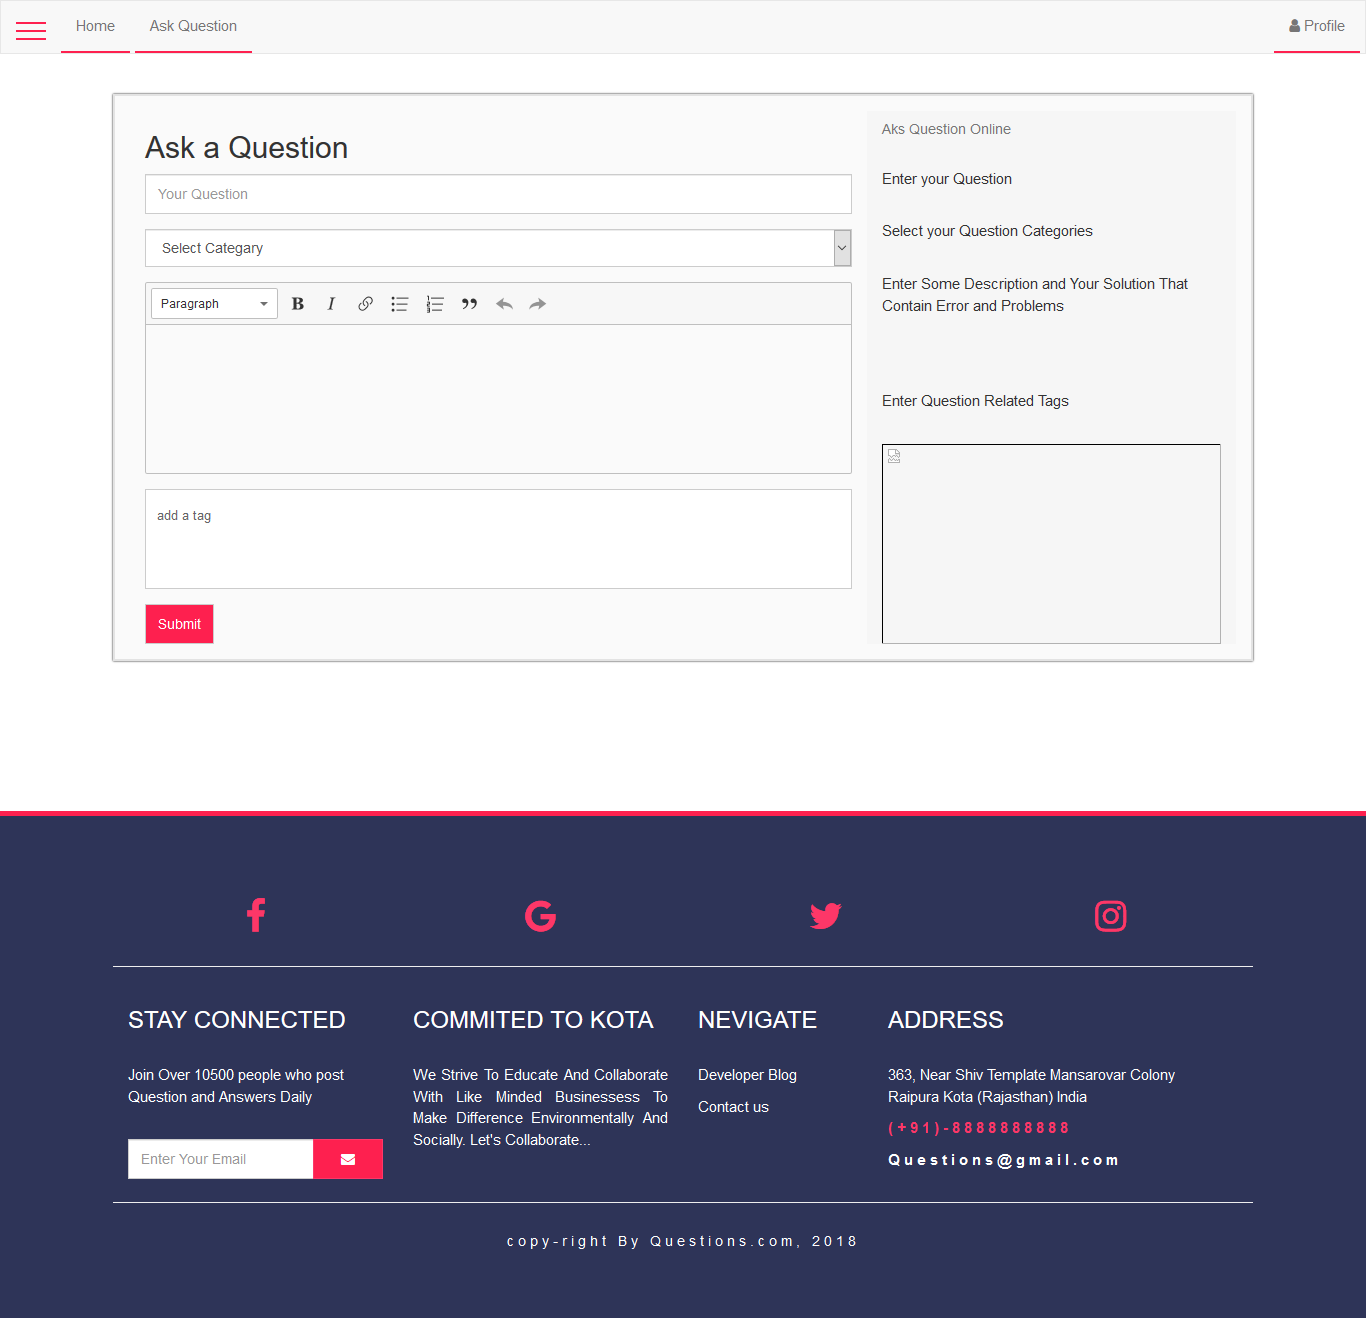 Home
Ask Question
Profile
Ask a Question
Your Question
Select Categary
Paragraph
B I
add a tag
Submit
Aks Question Online
Enter your Question
Select your Question Categories
Enter Some Description and Your Solution That
Contain Error and Problems
Enter Question Related Tags
STAY CONNECTED
Join Over 10500 people who post
Question and Answers Daily
Enter Your Email
COMMITED TO KOTA
We Strive To Educate And Collaborate
With Like Minded Businessess To
Make Difference Environmentally And
Socially. Let's Collaborate...
NEVIGATE
Developer Blog
Contact us
ADDRESS
363, Near Shiv Template Mansarovar Colony
Raipura Kota (Rajasthan) India
(+91)-8888888888
Questions@gmail.com
copy-right By Questions.com, 2018